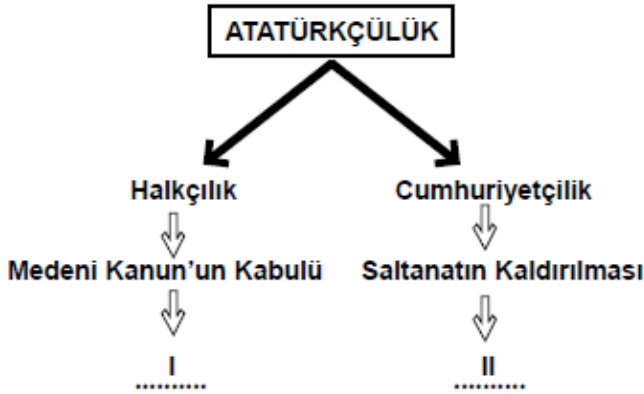 ATATÜRKÇÜLÜK
Halkçılık Cumhuriyetçilik
Medeni Kanun'un Kabulü Saltanatın Kaldırılması
I II
.......... ..........